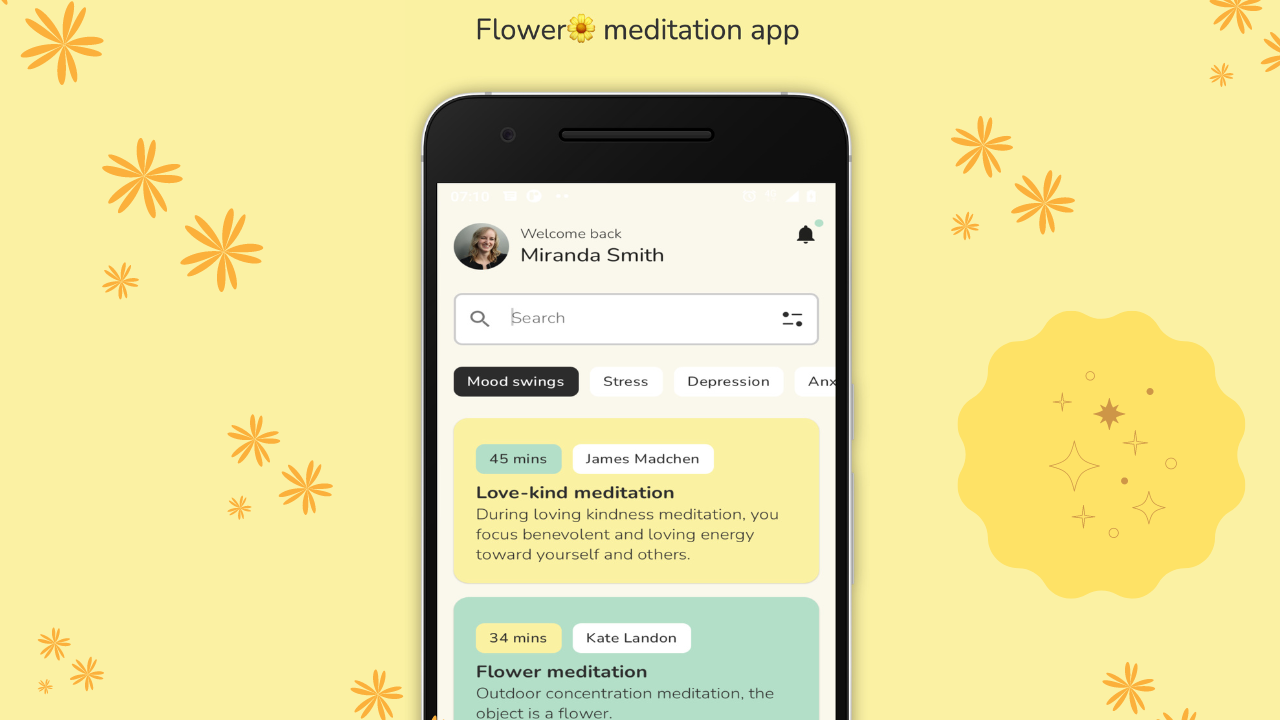 Flower🌼 meditation app
07:10
Welcome back
Miranda Smith
Search
Mood swings
Stress
Depression
Anx
45 mins
James Madchen
Love-kind meditation
During loving kindness meditation, you
focus benevolent and loving energy
toward yourself and others.
34 mins
Kate Landon
Flower meditation
Outdoor concentration meditation, the
object is a flower.